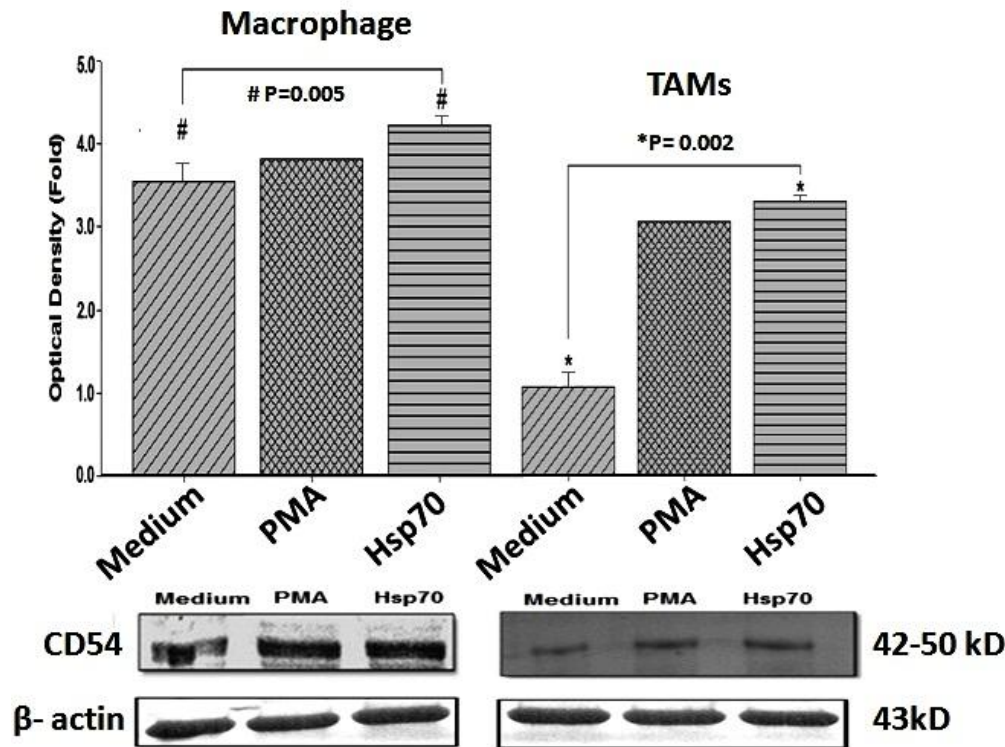 Macrophage
5.0
# P=0.005
TAMs
#
#
4.0
*P= 0.002
*
3.0
Optical Density (Fold)
2.0
*
1.0
0.0
Medium
PMA
Hsp70
Medium
PMA
Hsp70
Medium PMA Hsp70
Medium PMA Hsp70
CD54
42-50 kD
β- actin
43kD